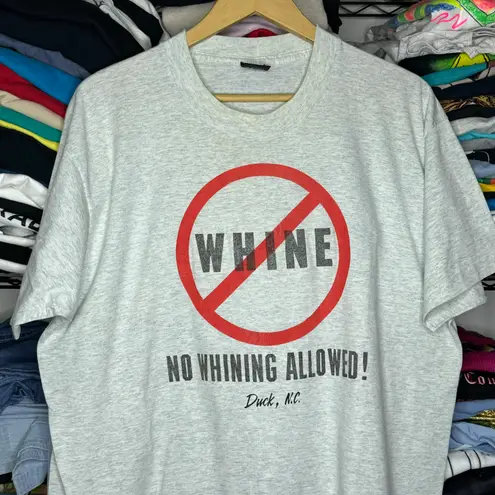 WHINE
NO WHINING ALLOWED!
Duck, N.C.